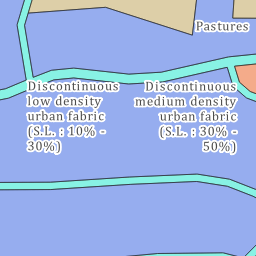 Pastures
Discontinuous
low density
urban fabric
(S.L. : 10% -
30%)
Discontinuous
medium density
urban fabric
(S.L. : 30% -
50%)